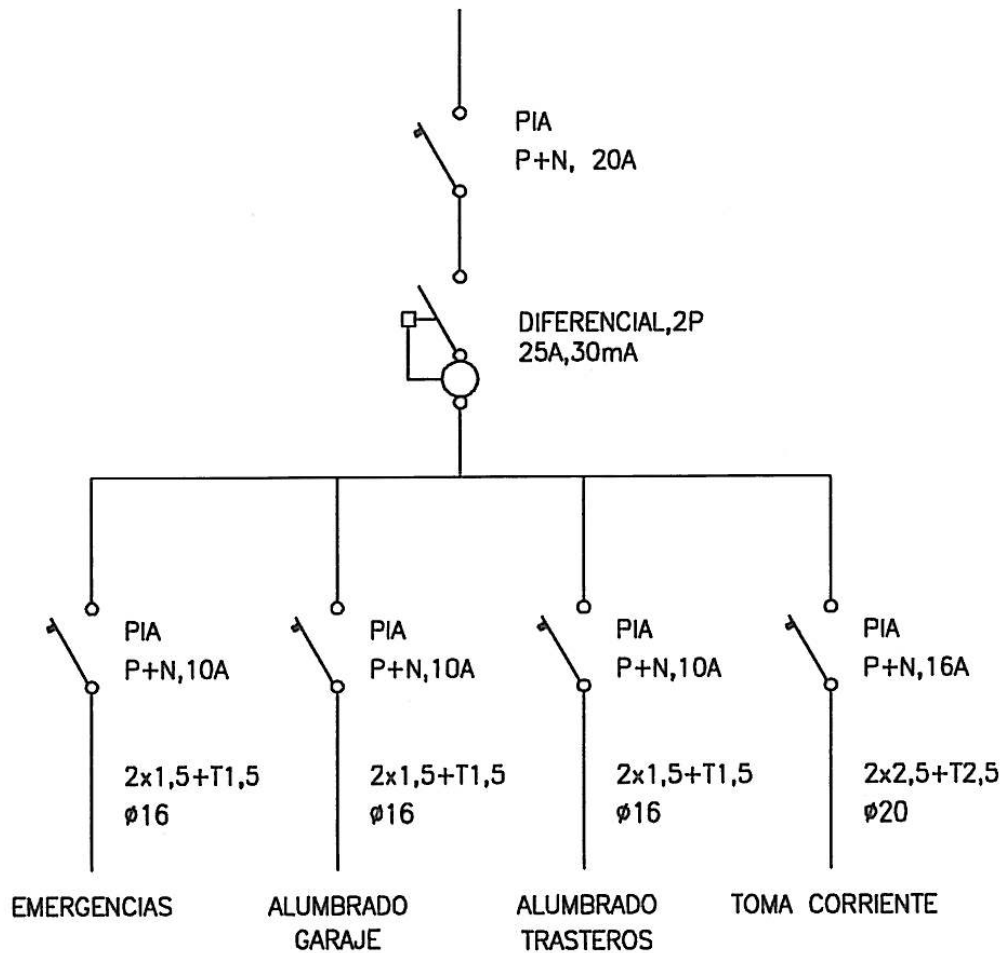 PIA
P+N, 20A
DIFERENCIAL,2P
25A,30mA
PIA
P+N,10A
2x1,5+T1,5
ø16
EMERGENCIAS
PIA
P+N,10A
2x1,5+T1,5
ø16
ALUMBRADO
GARAJE
PIA
P+N,10A
2x1,5+T1,5
ø16
ALUMBRADO
TRASTEROS
PIA
P+N,16A
2x2,5+T2,5
ø20
TOMA CORRIENTE